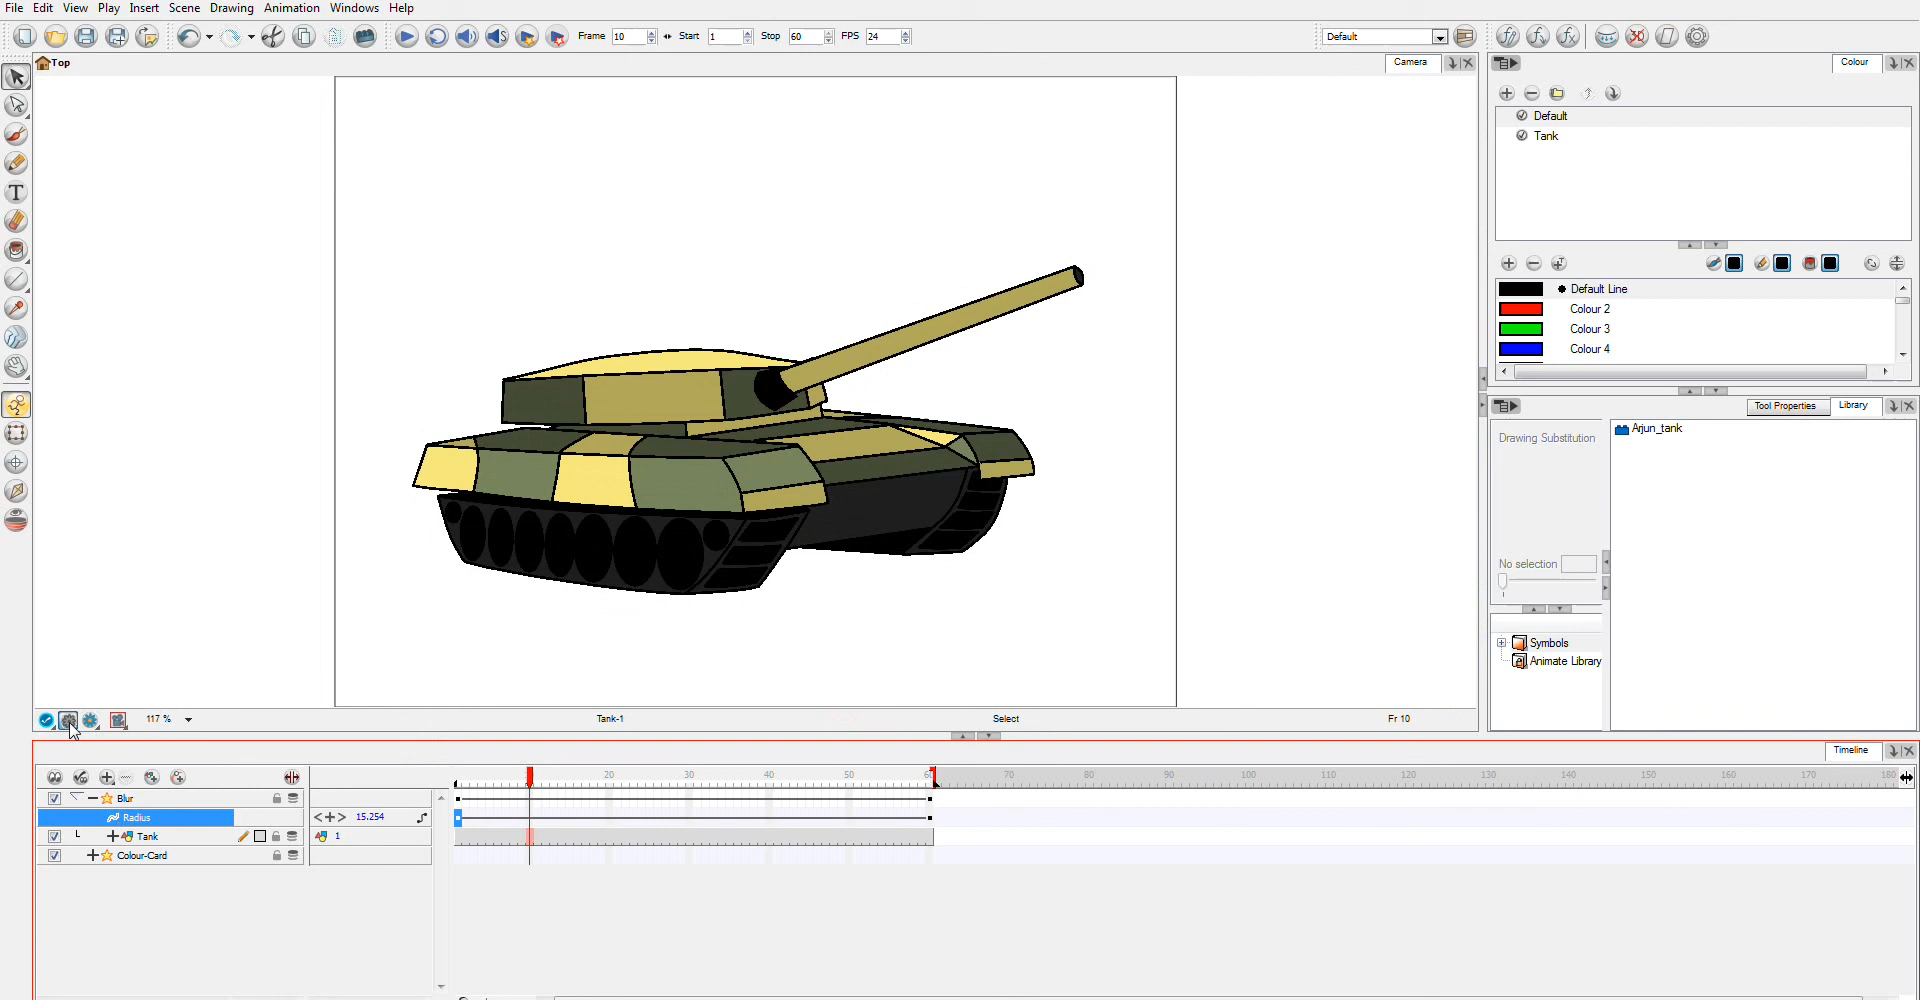 File Edit View Play Insert Scene Drawing Animation Windows Help
Frame 10 Start 1 Stop 60 FPS 24 Default
Top Camera Colour
Default
Tank
Default Line
Colour 2
Colour 3
Colour 4
Tool Properties Library
Drawing Substitution
Arjun_tank
No selection
Symbols
Animate Library
117 % Tank-1 Select Fr 10
Timeline
20 30 40 50 60 70 80 90 100 110 120 130 140 150 160 170 180
Blur
Radius 15.254
Tank 1
Colour-Card